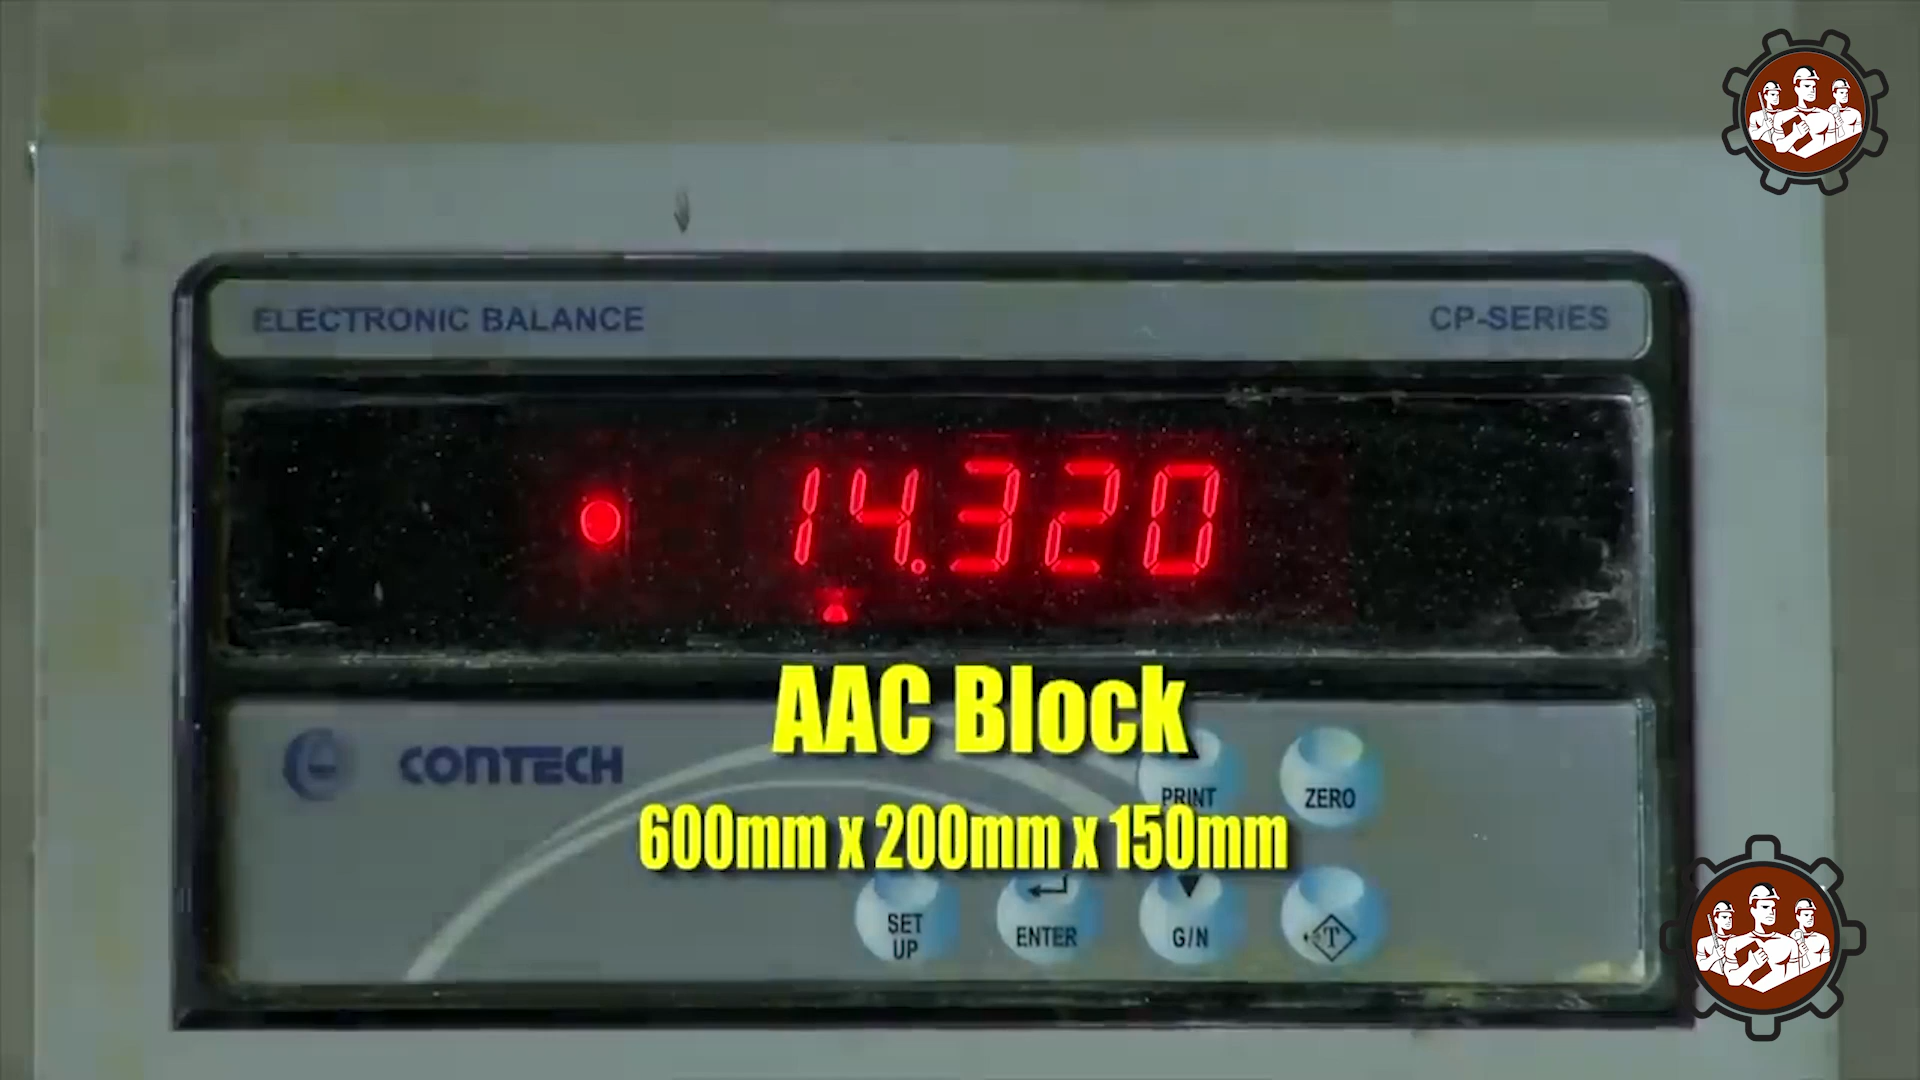 ELECTRONIC BALANCE CP-SERIES
14.320
AAC Block
CONTECH
PRINT ZERO
600mm x 200mm x 150mm
SET UP ENTER G/N T